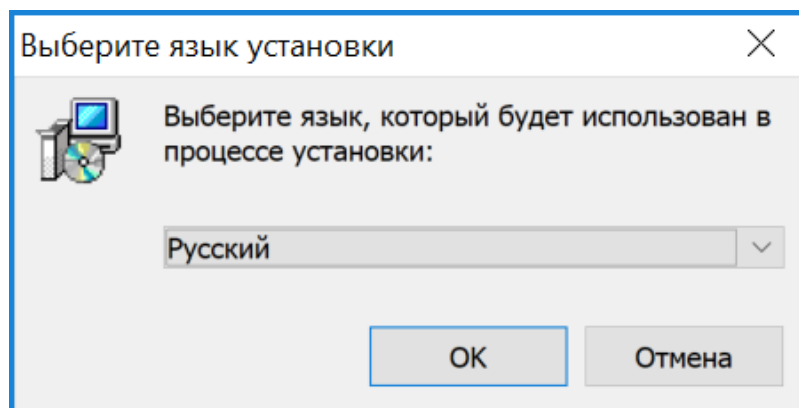 Выберите язык установки
Выберите язык, который будет использован в
процессе установки:
Русский
OK
Отмена